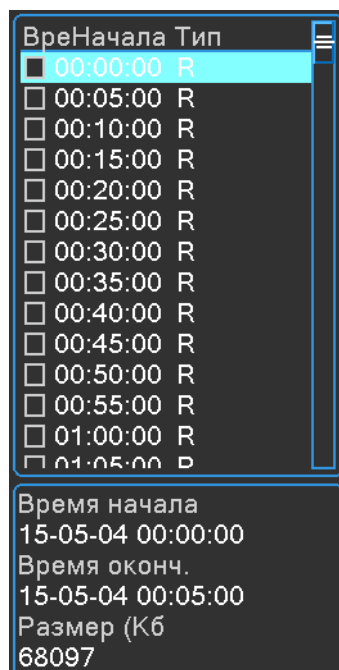 ВреНачала Тип
00:00:00 R
00:05:00 R
00:10:00 R
00:15:00 R
00:20:00 R
00:25:00 R
00:30:00 R
00:35:00 R
00:40:00 R
00:45:00 R
00:50:00 R
00:55:00 R
01:00:00 R
01:05:00 R
Время начала
15-05-04 00:00:00
Время оконч.
15-05-04 00:05:00
Размер (Кб
68097